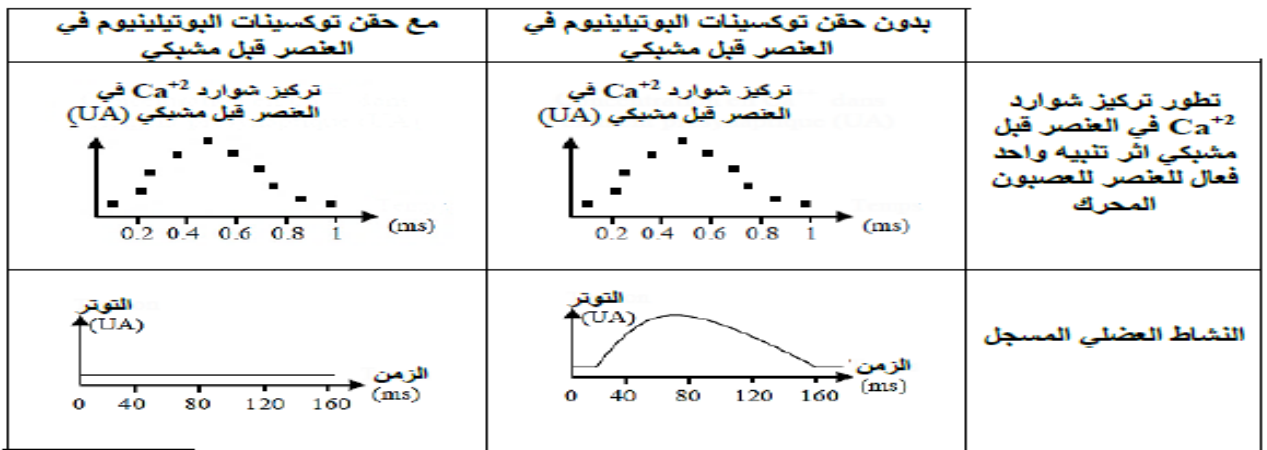 بدون حقن توكسينات البوتيلينيوم في
العنصر قبل مشبكي
مع حقن توكسينات البوتيلينيوم في
العنصر قبل مشبكي
تطور تركيز شوارد
Ca+2 في العنصر قبل
مشبكي اثر تنبيه واحد
فعال للعنصر للعصبون
المحرك
تركيز شوارد Ca+2 في
العنصر قبل مشبكي (UA)
0.2 0.4 0.6 0.8 1 (ms)
تركيز شوارد Ca+2 في
العنصر قبل مشبكي (UA)
0.2 0.4 0.6 0.8 1 (ms)
النشاط العضلي المسجل
التوتر
(UA)
الزمن
(ms)
0 40 80 120 160
التوتر
(UA)
الزمن
(ms)
0 40 80 120 160